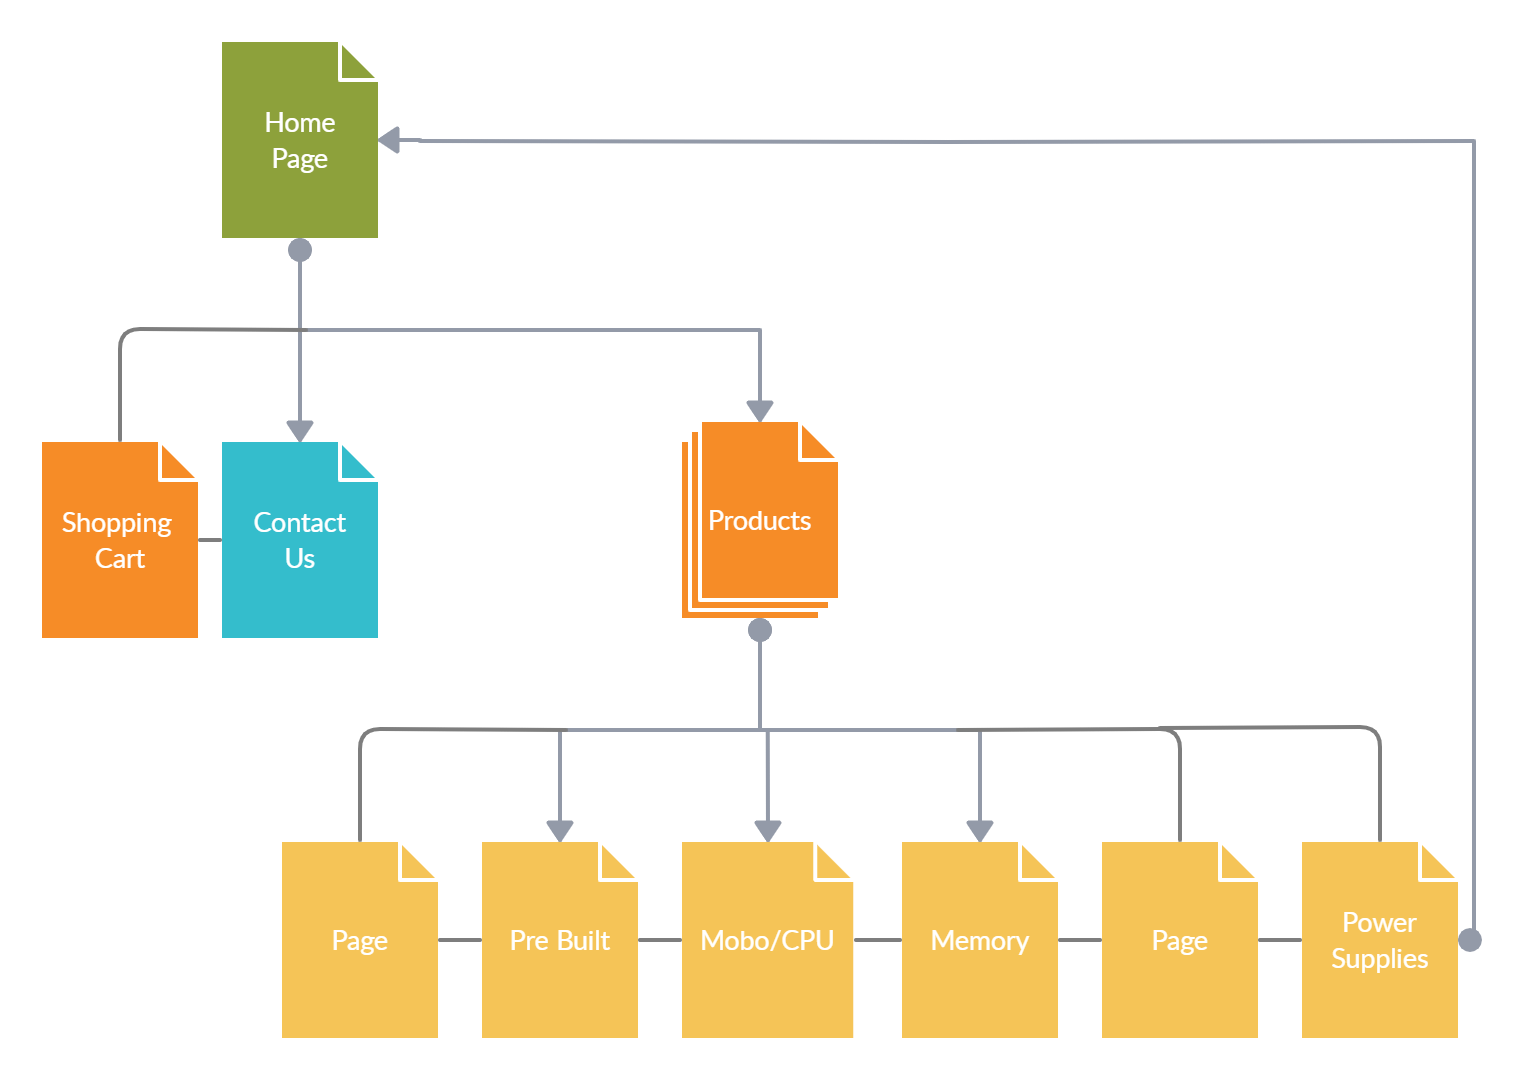 Home
Page
Shopping
Cart
Contact
Us
Products
Page
Pre Built
Mobo/CPU
Memory
Page
Power
Supplies